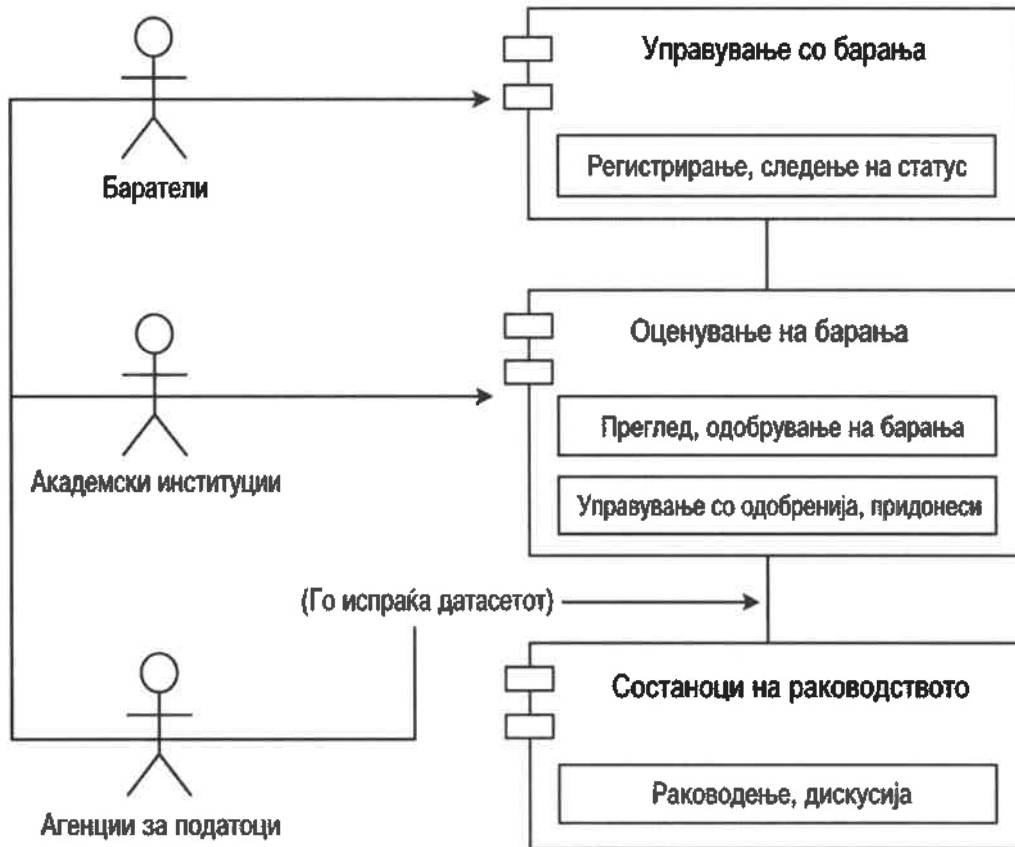 Управување со барања
Регистрирање, следење на статус
Баратели
Оценување на барања
Преглед, одобрување на барања
Академски институции
Управување со одобренија, придонеси
(Го испраќа датасетот)
Состаноци на раководството
Раководење, дискусија
Агенции за податоци